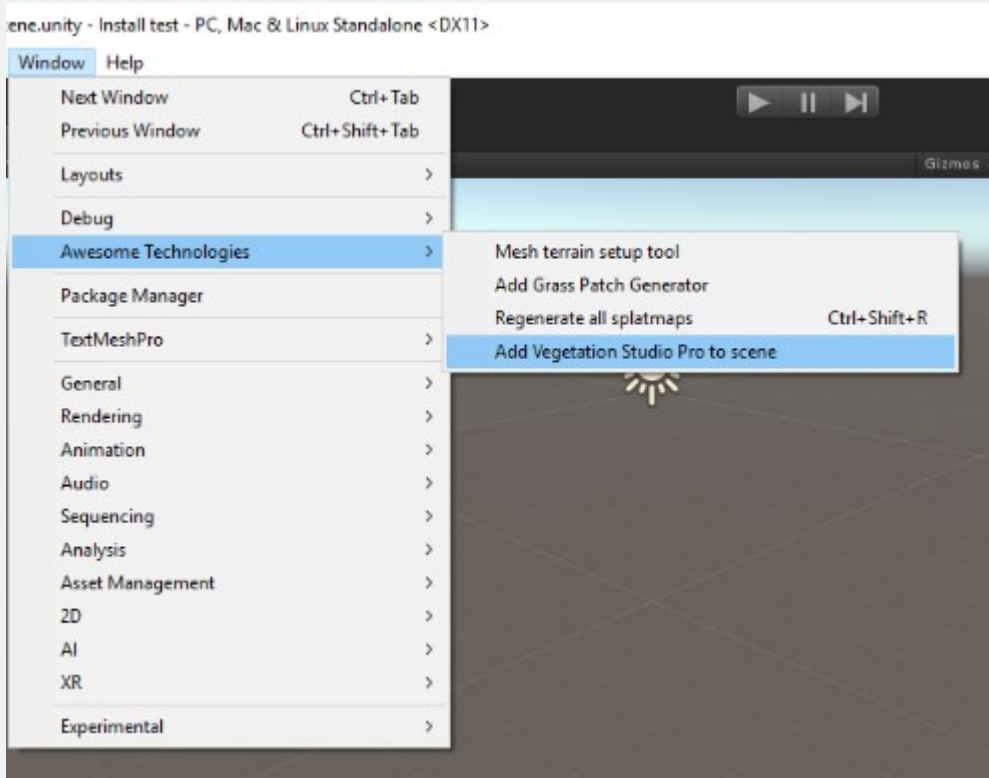 ene.unity - Install test - PC, Mac & Linux Standalone <DX11>
Window Help
Next Window Ctrl+Tab
Previous Window Ctrl+Shift+Tab
Layouts
Gizmos
Debug
Awesome Technologies
Mesh terrain setup tool
Add Grass Patch Generator
Regenerate all splatmaps Ctrl+Shift+R
Add Vegetation Studio Pro to scene
Package Manager
TextMeshPro
General
Rendering
Animation
Audio
Sequencing
Analysis
Asset Management
2D
AI
XR
Experimental